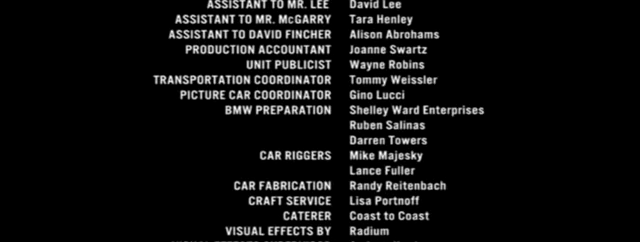 ASSISTANT TO MR. LEE David Lee
ASSISTANT TO MR. McGARRY Tara Henley
ASSISTANT TO DAVID FINCHER Alison Abrohams
PRODUCTION ACCOUNTANT Joanne Swartz
UNIT PUBLICIST Wayne Robins
TRANSPORTATION COORDINATOR Tommy Weissler
PICTURE CAR COORDINATOR Gino Lucci
BMW PREPARATION Shelley Ward Enterprises
Ruben Salinas
Darren Towers
CAR RIGGERS Mike Majesky
Lance Fuller
CAR FABRICATION Randy Reitenbach
CRAFT SERVICE Lisa Portnoff
CATERER Coast to Coast
VISUAL EFFECTS BY Radium